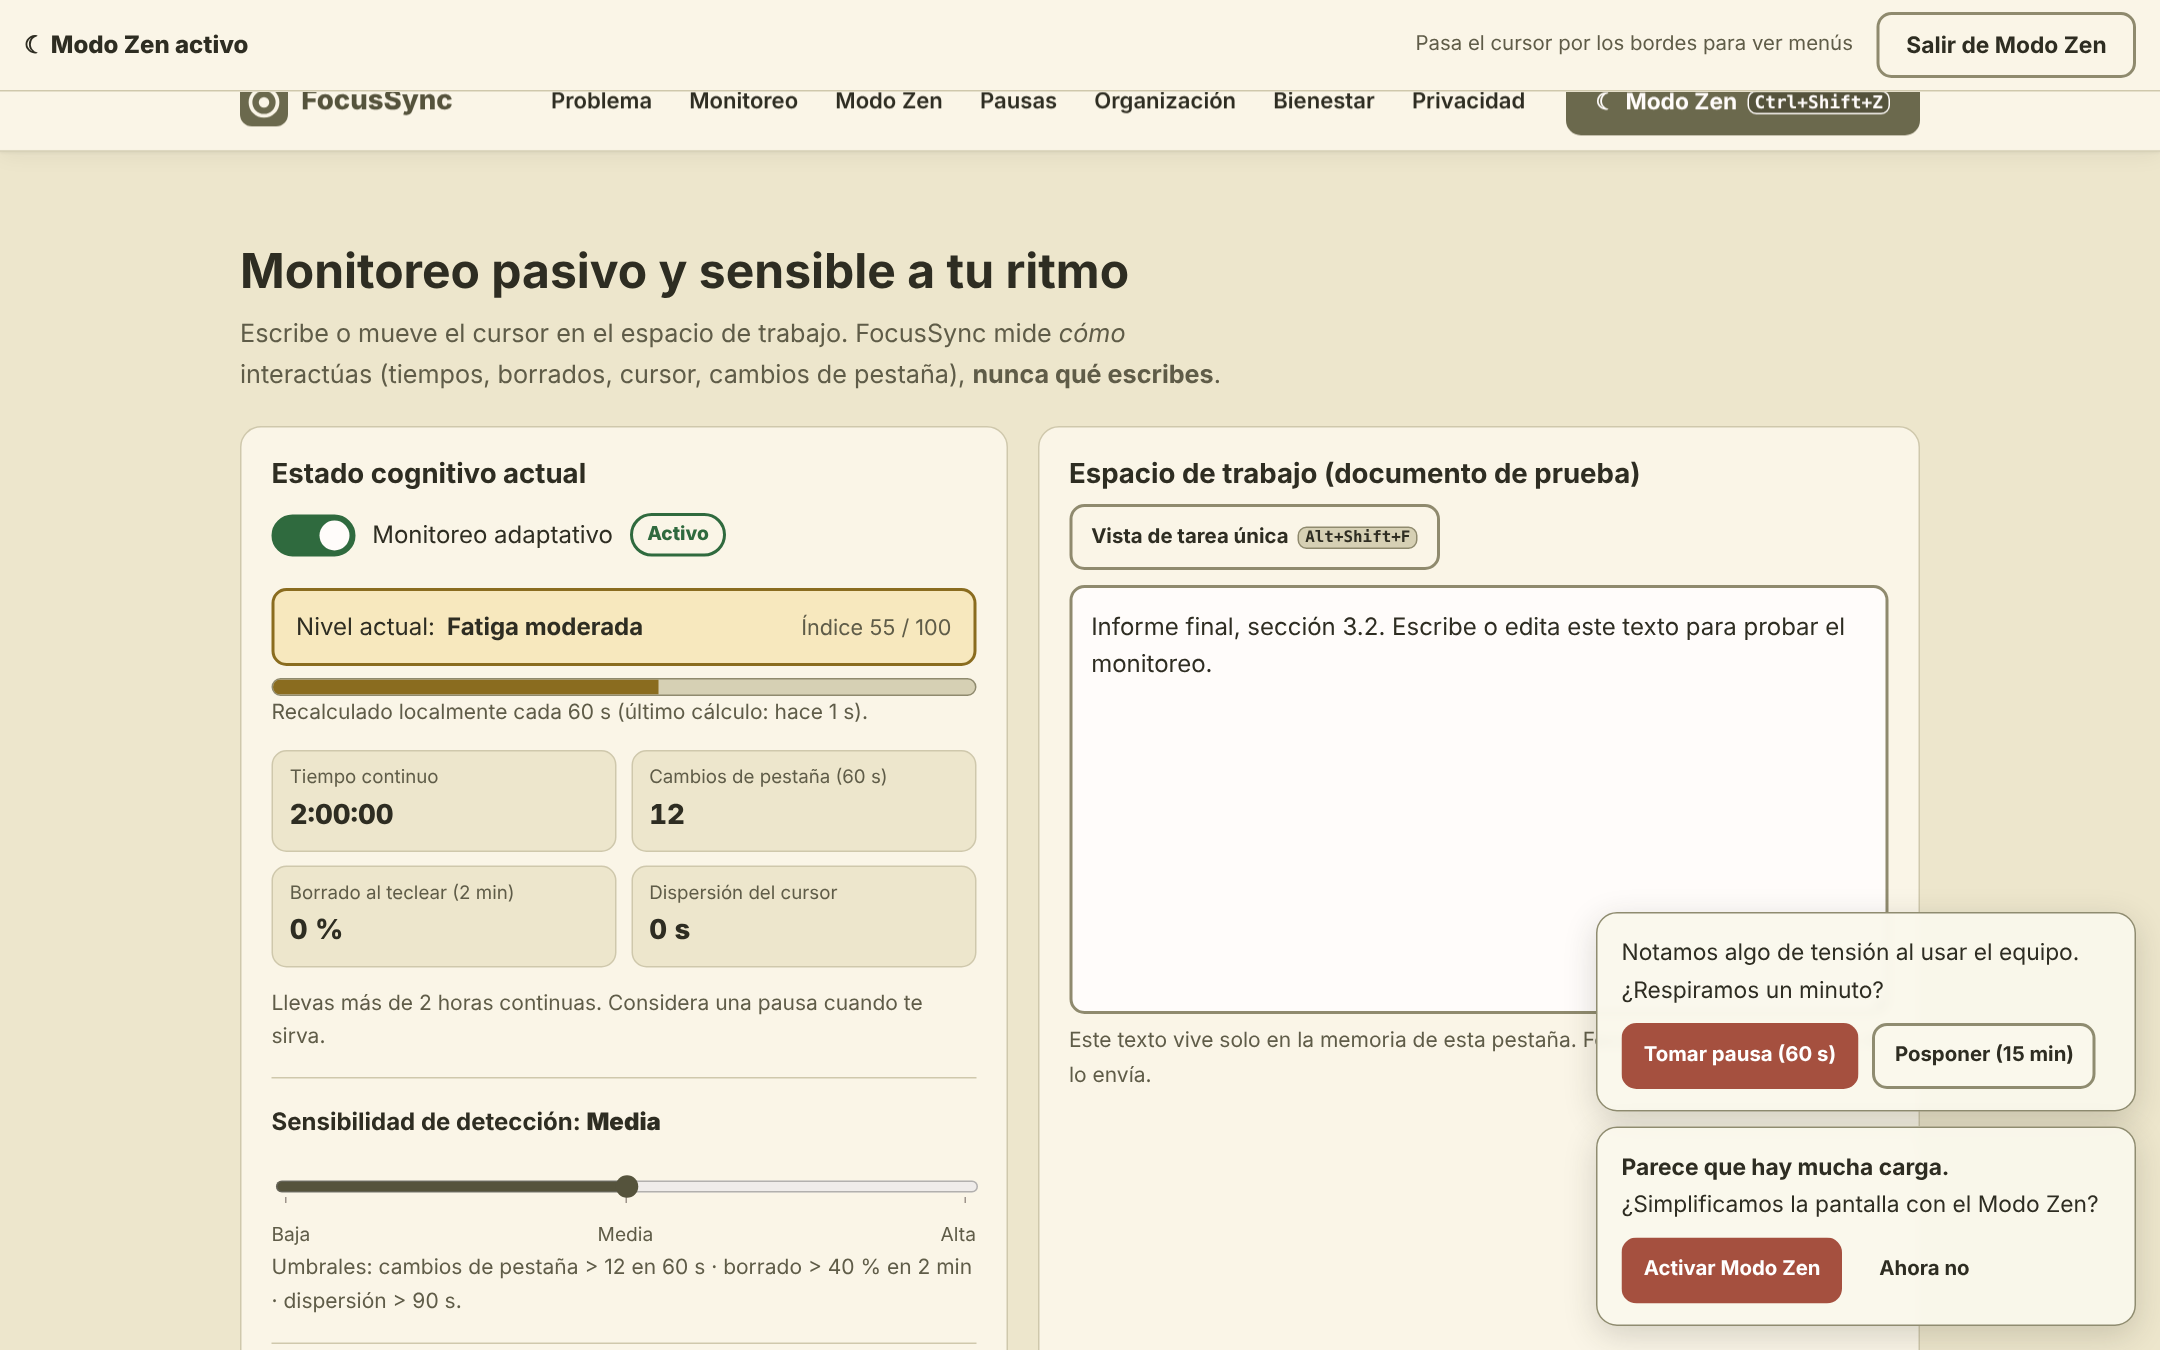 ☾ Modo Zen activo
Pasa el cursor por los bordes para ver menús
Salir de Modo Zen
FocusSync
Problema
Monitoreo
Modo Zen
Pausas
Organización
Bienestar
Privacidad
☾ Modo Zen Ctrl+Shift+Z
Monitoreo pasivo y sensible a tu ritmo
Escribe o mueve el cursor en el espacio de trabajo. FocusSync mide cómo
interactúas (tiempos, borrados, cursor, cambios de pestaña), nunca qué escribes.
Estado cognitivo actual
Monitoreo adaptativo
Activo
Nivel actual: Fatiga moderada
Índice 55 / 100
Recalculado localmente cada 60 s (último cálculo: hace 1 s).
Tiempo continuo
2:00:00
Cambios de pestaña (60 s)
12
Borrado al teclear (2 min)
0 %
Dispersión del cursor
0 s
Llevas más de 2 horas continuas. Considera una pausa cuando te
sirva.
Sensibilidad de detección: Media
Baja
Media
Alta
Umbrales: cambios de pestaña > 12 en 60 s · borrado > 40 % en 2 min
· dispersión > 90 s.
Espacio de trabajo (documento de prueba)
Vista de tarea única Alt+Shift+F
Informe final, sección 3.2. Escribe o edita este texto para probar el
monitoreo.
Este texto vive solo en la memoria de esta pestaña.
lo envía.
Notamos algo de tensión al usar el equipo.
¿Respiramos un minuto?
Tomar pausa (60 s)
Posponer (15 min)
Parece que hay mucha carga.
¿Simplificamos la pantalla con el Modo Zen?
Activar Modo Zen
Ahora no